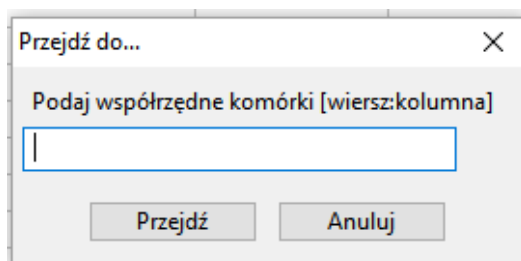 Przejdź do...
Podaj współrzędne komórki [wiersz:kolumna]
Przejdź
Anuluj